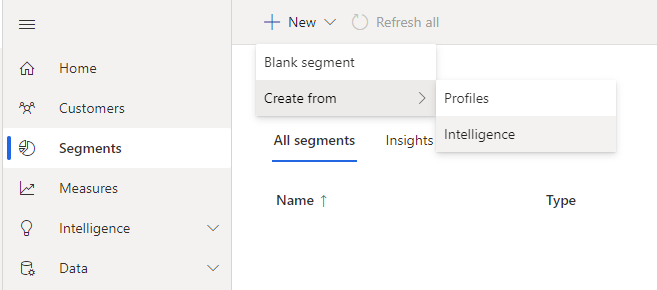 New
Refresh all
Blank segment
Create from
Profiles
Intelligence
Home
Customers
Segments
Measures
Intelligence
Data
All segments
Insights
Name ↑
Type